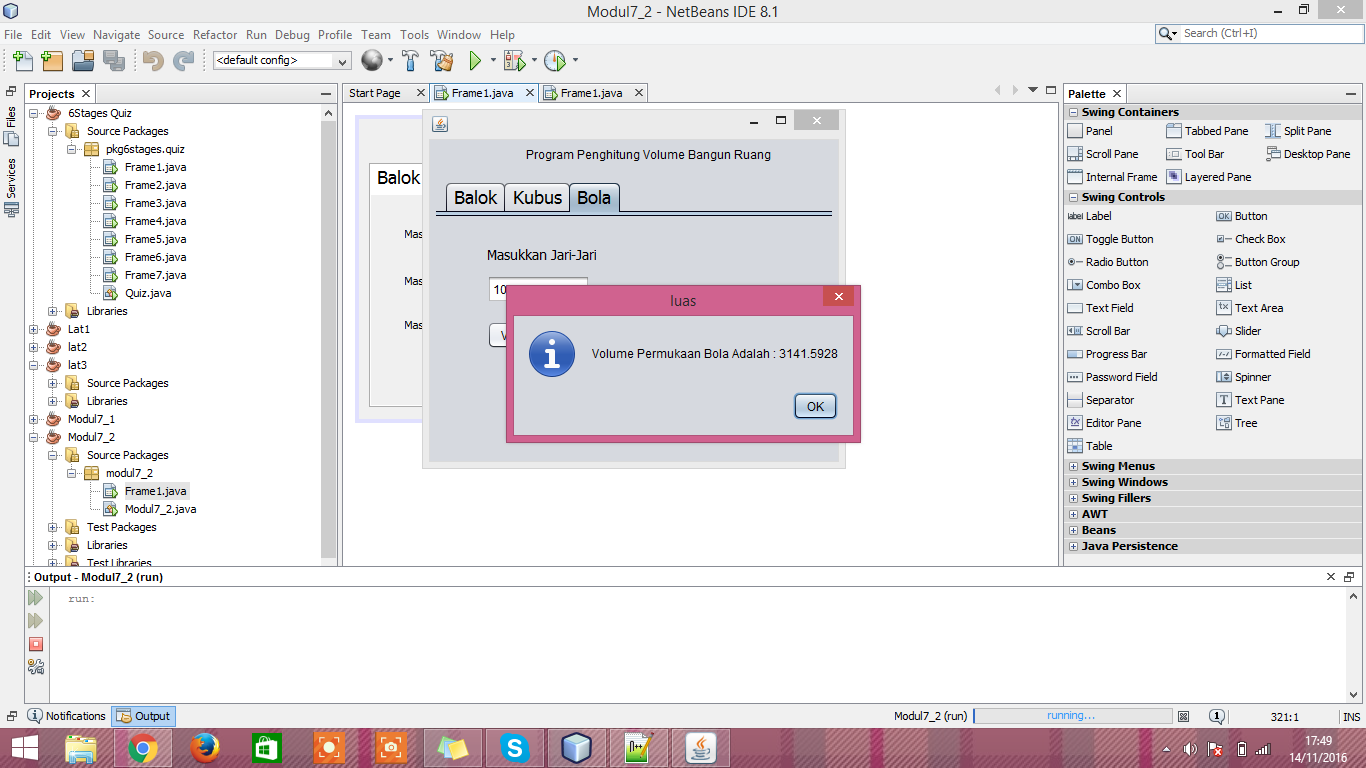 Modul7_2 - NetBeans IDE 8.1
File Edit View Navigate Source Refactor Run Debug Profile Team Tools Window Help
Search (Ctrl+I)
<default config>
Files
Services
Projects
6Stages Quiz
Source Packages
pkg6stages.quiz
Frame1.java
Frame2.java
Frame3.java
Frame4.java
Frame5.java
Frame6.java
Frame7.java
Quiz.java
Libraries
Lat1
lat2
lat3
Source Packages
Libraries
Modul7_1
Modul7_2
Source Packages
modul7_2
Frame1.java
Modul7_2.java
Test Packages
Libraries
Test Libraries
Start Page Frame1.java Frame1.java
Balok
Mas
Mas
Mas
Program Penghitung Volume Bangun Ruang
Balok Kubus Bola
Masukkan Jari-Jari
10
V
luas
Volume Permukaan Bola Adalah : 3141.5928
OK
Palette
Swing Containers
Panel Tabbed Pane Split Pane
Scroll Pane Tool Bar Desktop Pane
Internal Frame Layered Pane
Swing Controls
Label Button
Toggle Button Check Box
Radio Button Button Group
Combo Box List
Text Field Text Area
Scroll Bar Slider
Progress Bar Formatted Field
Password Field Spinner
Separator Text Pane
Editor Pane Tree
Table
Swing Menus
Swing Windows
Swing Fillers
AWT
Beans
Java Persistence
Output - Modul7_2 (run)
run:
Notifications Output
Modul7_2 (run) running... 1 321:1 INS
17:49
14/11/2016